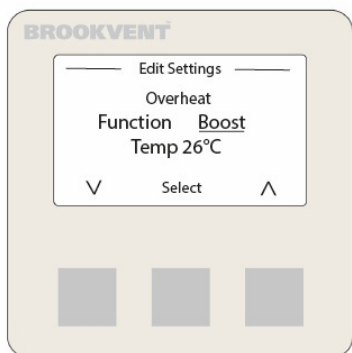 BROOKVENT
Edit Settings
Overheat
Function Boost
Temp 26°C
Select